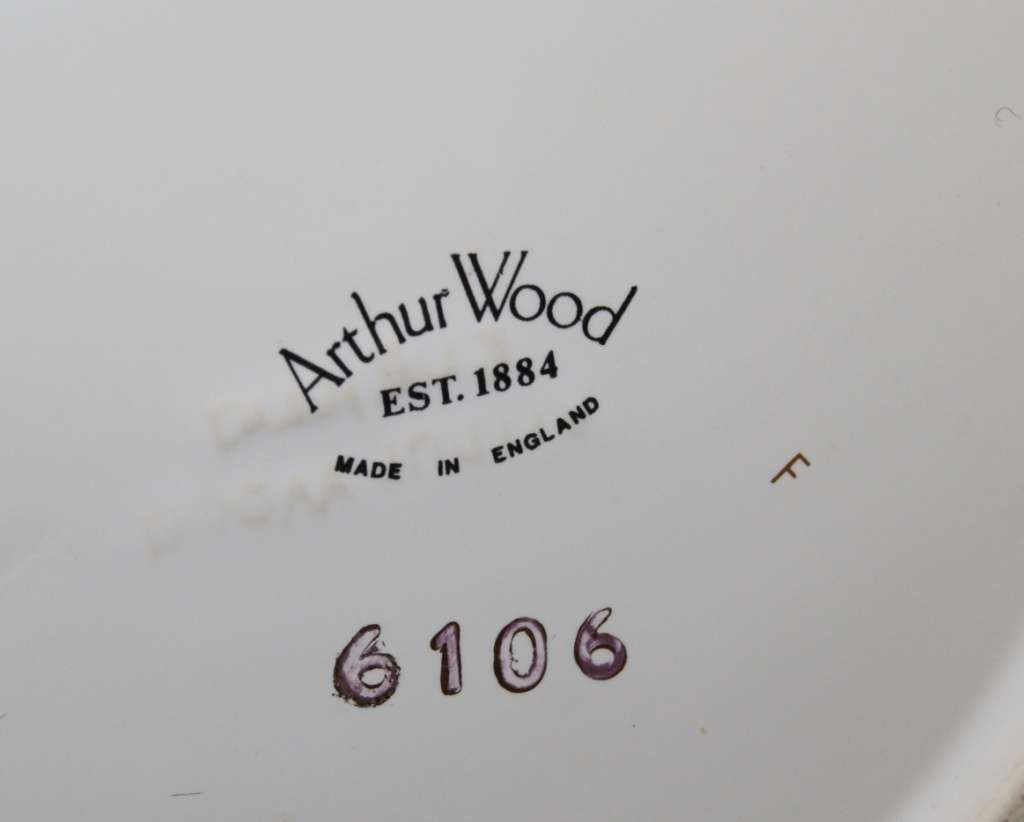 Arthur Wood
EST. 1884
MADE IN ENGLAND
F
6106